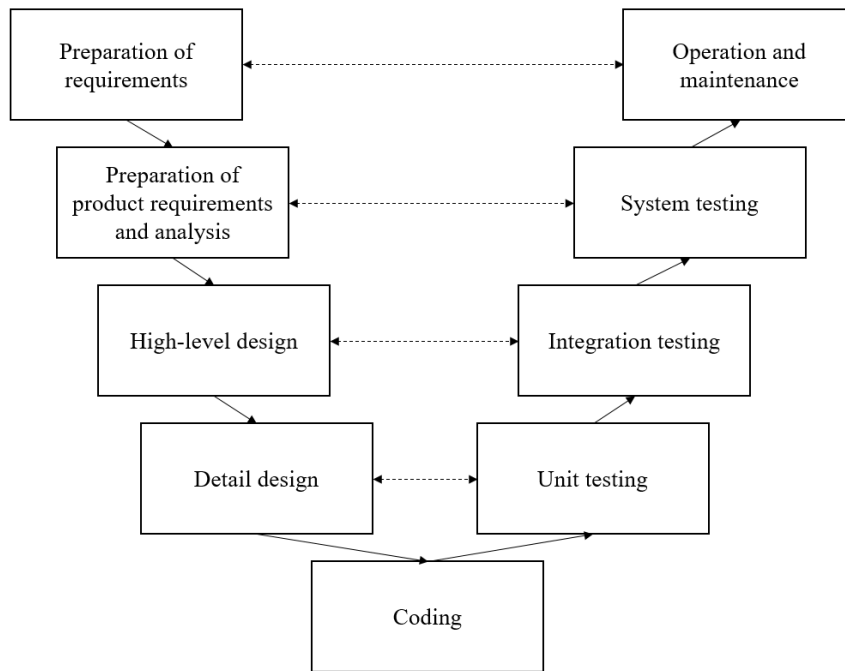 Preparation of
requirements
Operation and
maintenance
Preparation of
product requirements
and analysis
System testing
High-level design
Integration testing
Detail design
Unit testing
Coding